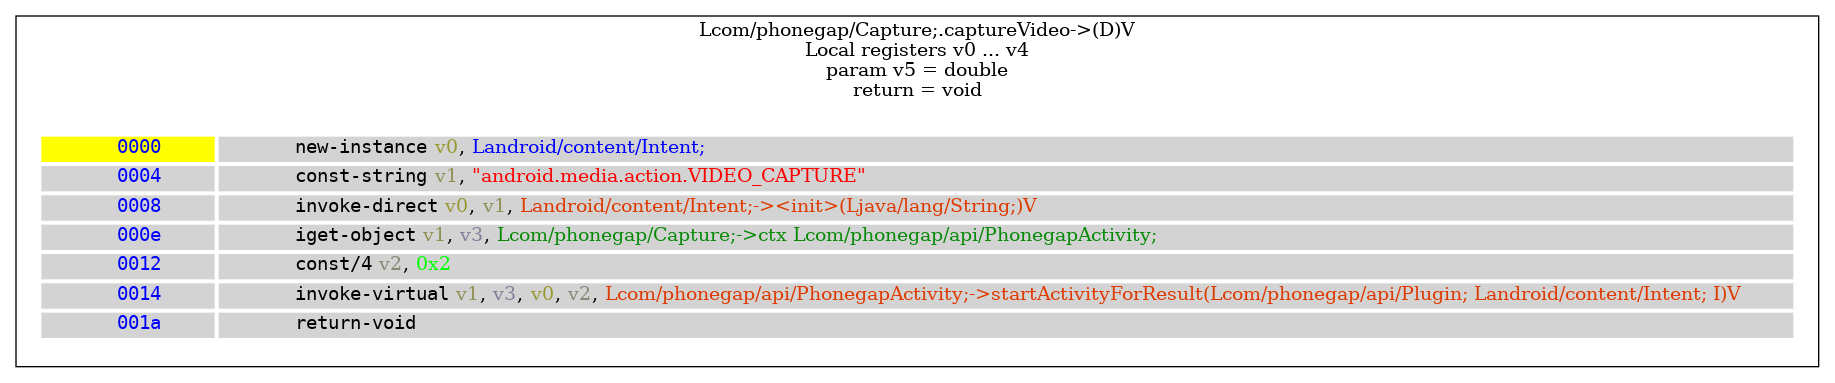 Lcom/phonegap/Capture;.captureVideo->(D)V
Local registers v0 ... v4
param v5 = double
return = void
0000 new-instance v0, Landroid/content/Intent;
0004 const-string v1, "android.media.action.VIDEO_CAPTURE"
0008 invoke-direct v0, v1, Landroid/content/Intent;-><init>(Ljava/lang/String;)V
000e iget-object v1, v3, Lcom/phonegap/Capture;->ctx Lcom/phonegap/api/PhonegapActivity;
0012 const/4 v2, 0x2
0014 invoke-virtual v1, v3, v0, v2, Lcom/phonegap/api/PhonegapActivity;->startActivityForResult(Lcom/phonegap/api/Plugin; Landroid/content/Intent; I)V
001a return-void